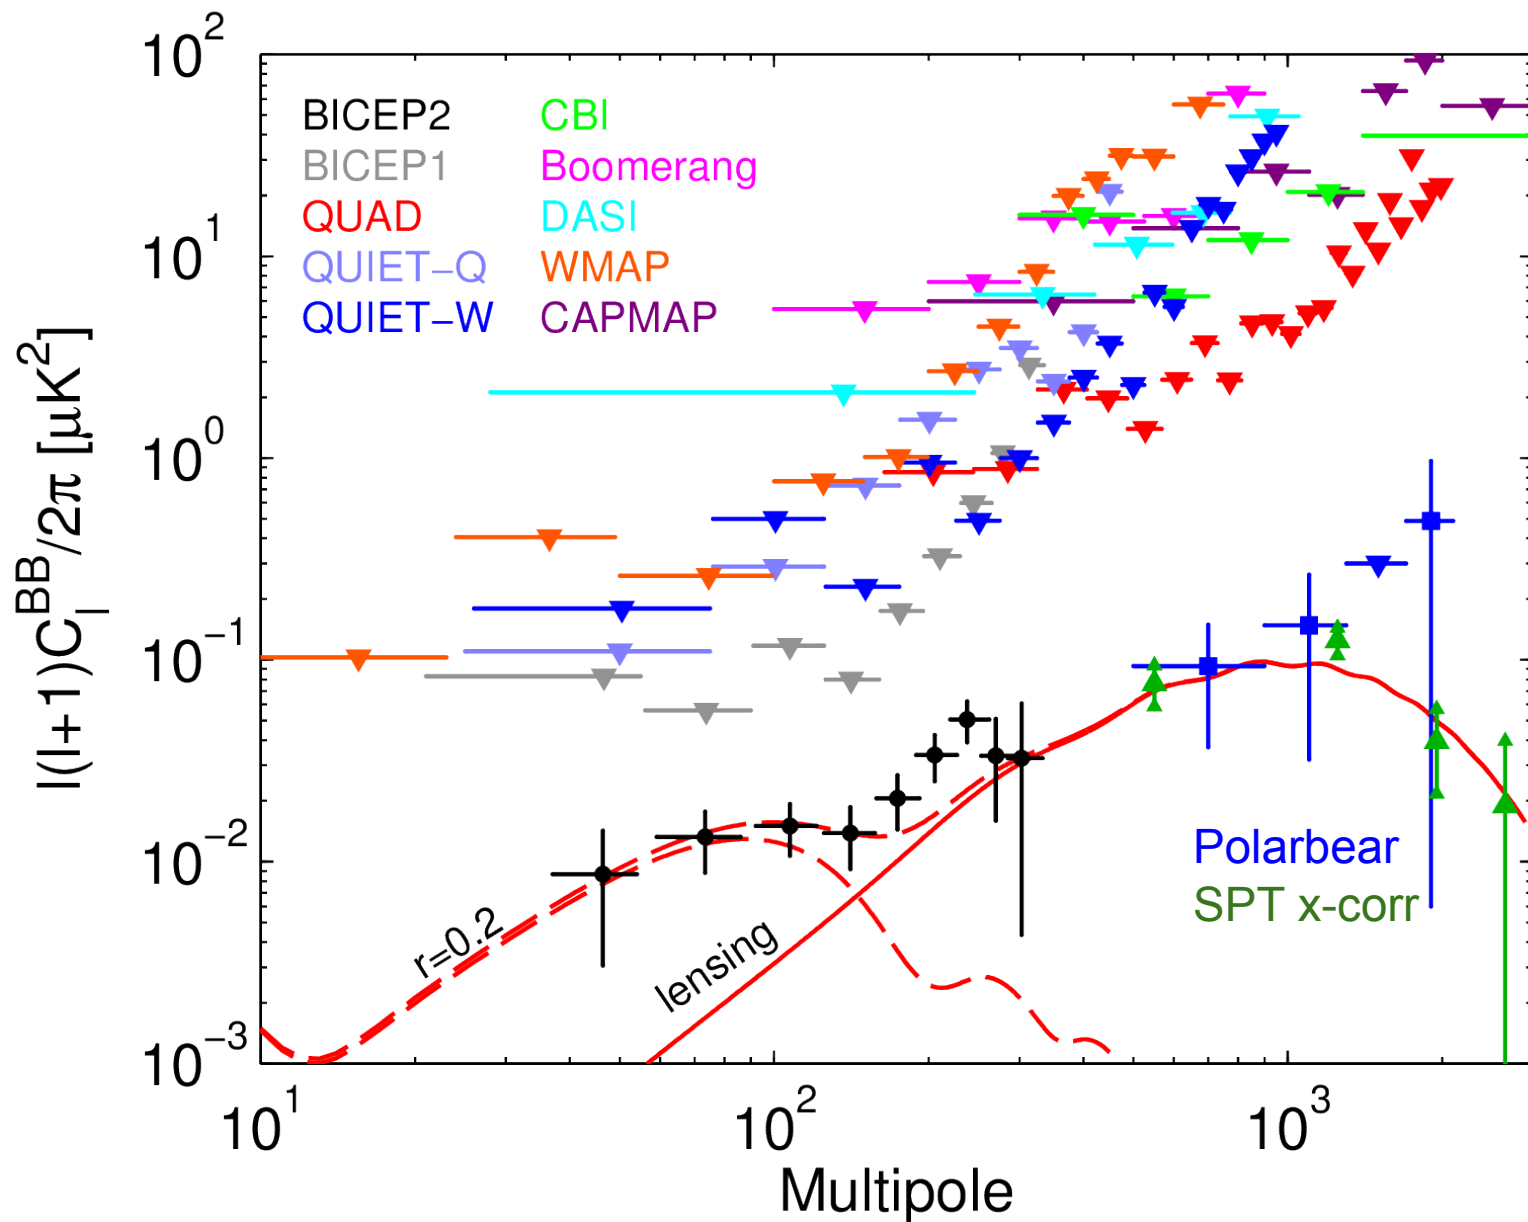 10^2
10^1
10^0
10^−1
10^−2
10^−3
l(l+1)C_l^BB/2π [μK^2]
BICEP2 CBI
BICEP1 Boomerang
QUAD DASI
QUIET−Q WMAP
QUIET−W CAPMAP
Polarbear
SPT x-corr
r=0.2
lensing
10^1 10^2 10^3
Multipole